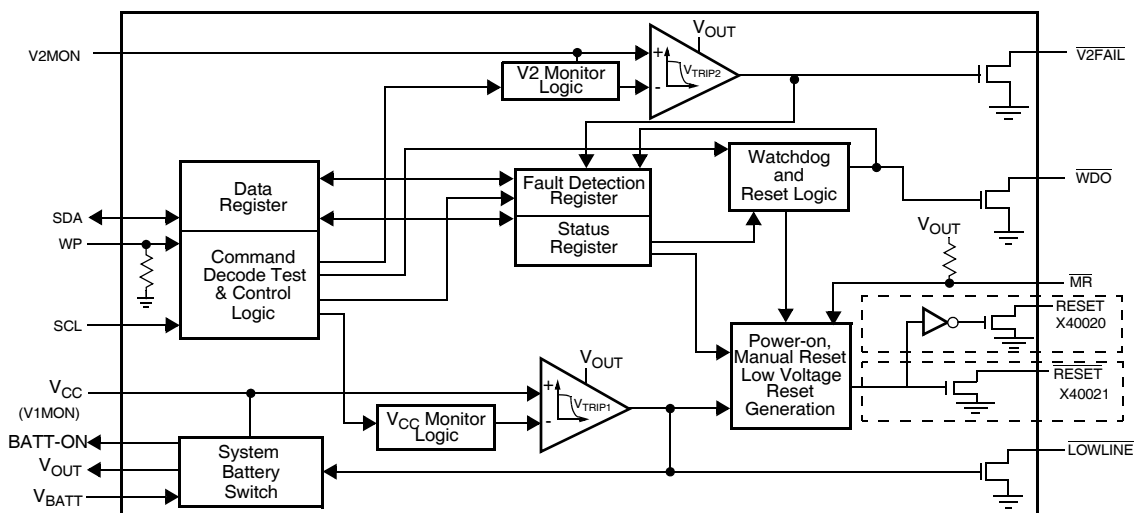 V2MON
V2 Monitor
Logic
+
-
VOUT
VTRIP2
V2FAIL
Data
Register
Fault Detection
Register
Status
Register
Watchdog
and
Reset Logic
WDO
SDA
WP
Command
Decode Test
& Control
Logic
SCL
VOUT
MR
RESET
X40020
Power-on,
Manual Reset
Low Voltage
Reset
Generation
RESET
X40021
VCC
(V1MON)
VCC Monitor
Logic
+
-
VOUT
VTRIP1
BATT-ON
VOUT
VBATT
System
Battery
Switch
LOWLINE